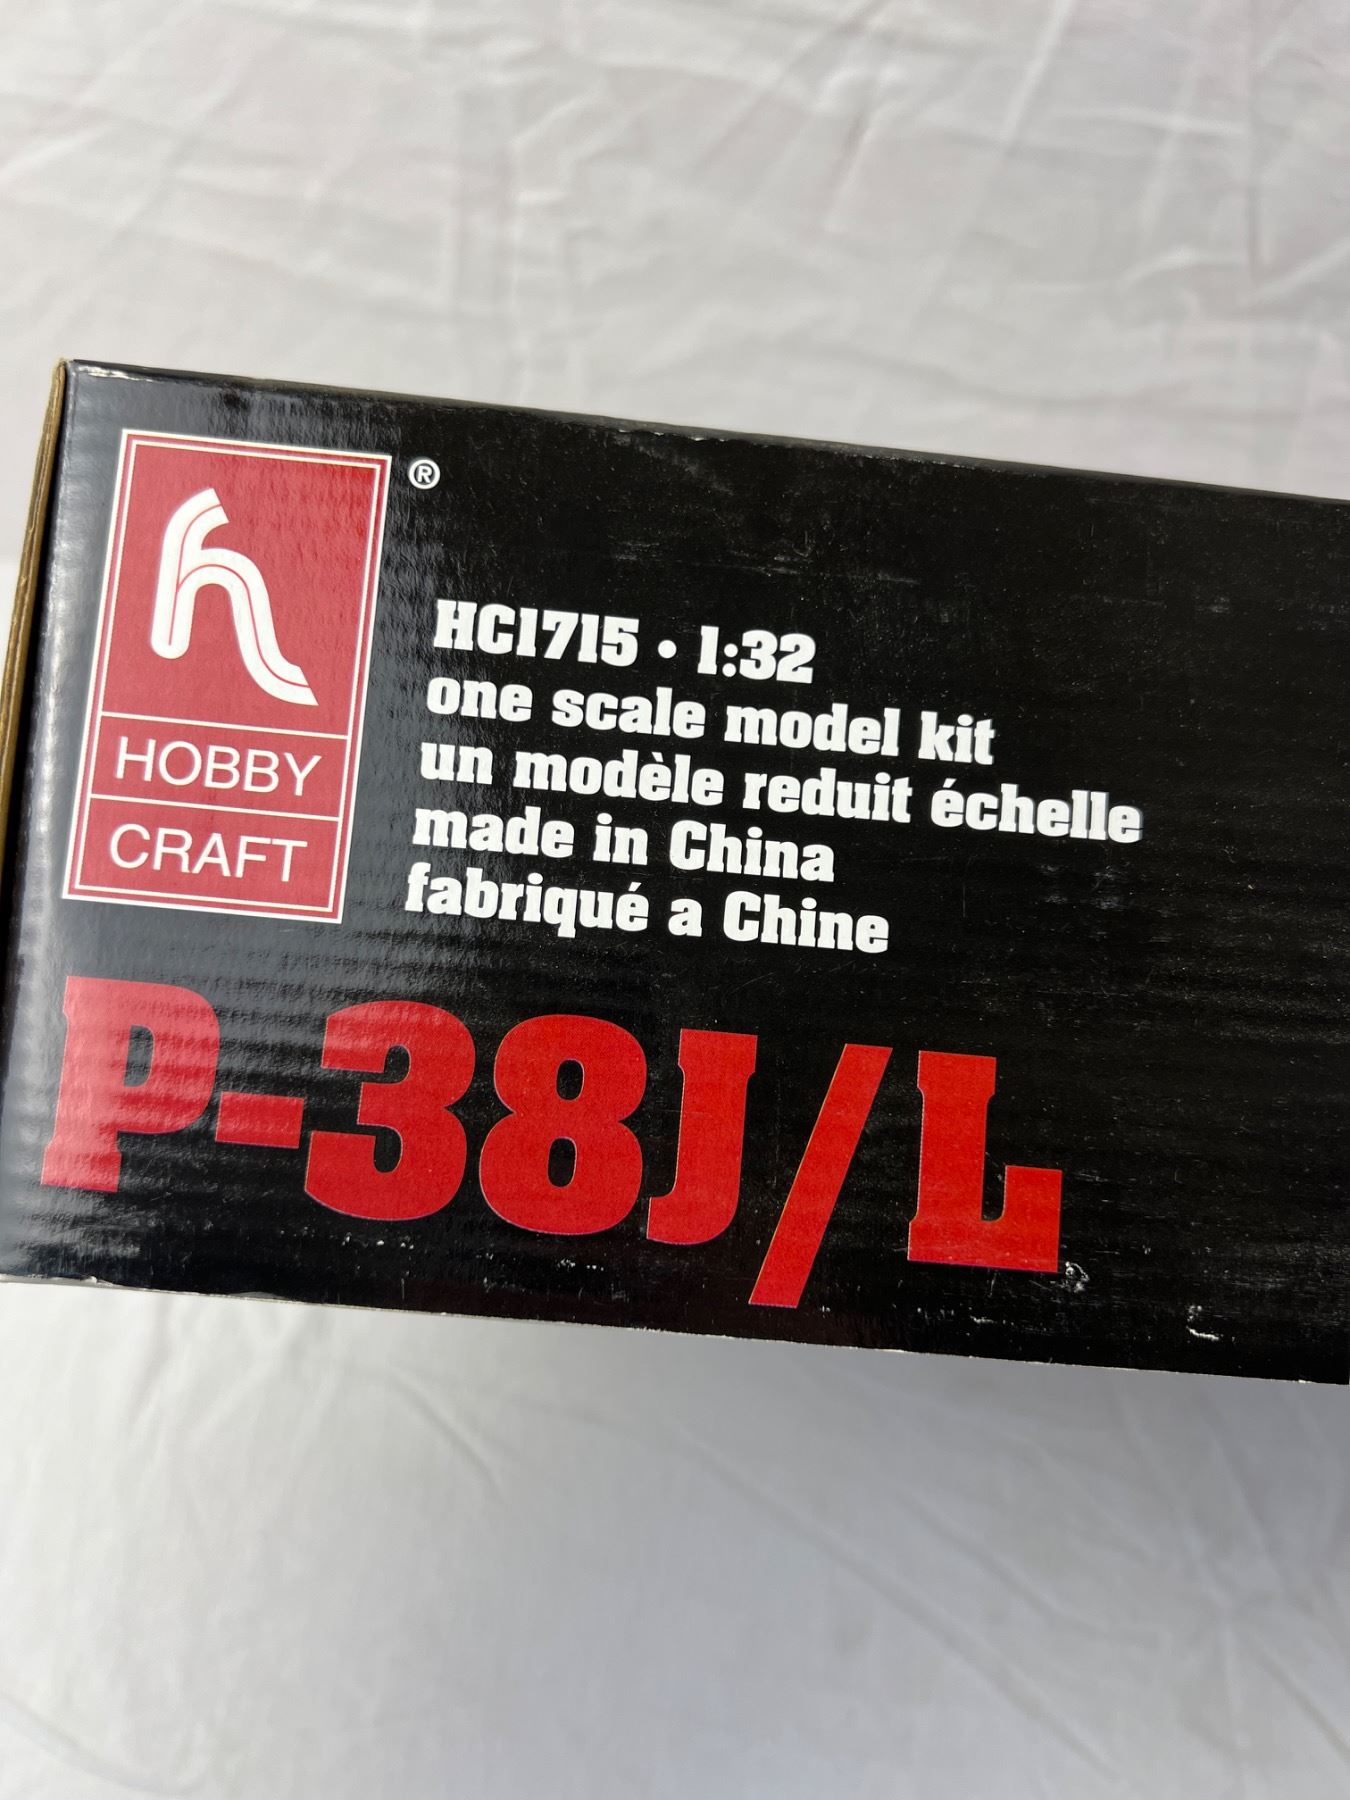 ®
HOBBY
CRAFT
HC1715 • 1:32
one scale model kit
un modèle reduit échelle
made in China
fabriqué a Chine
P-38J/L